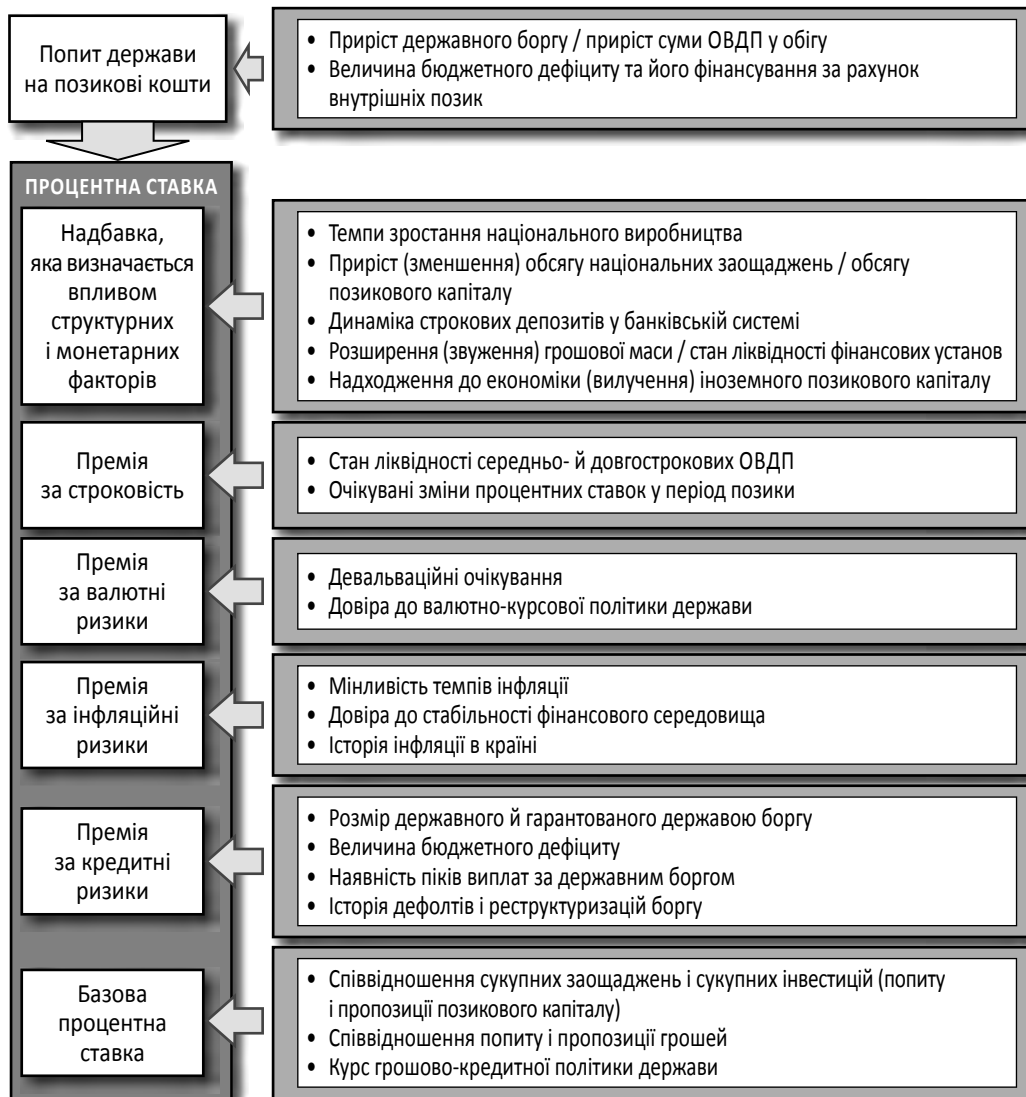 Попит держави
на позикові кошти
• Приріст державного боргу / приріст суми ОВДП у обігу
• Величина бюджетного дефіциту та його фінансування за рахунок
внутрішніх позик
ПРОЦЕНТНА СТАВКА
Надбавка,
яка визначається
впливом
структурних
і монетарних
факторів
• Темпи зростання національного виробництва
• Приріст (зменшення) обсягу національних заощаджень / обсягу
позикового капіталу
• Динаміка строкових депозитів у банківській системі
• Розширення (звуження) грошової маси / стан ліквідності фінансових установ
• Надходження до економіки (вилучення) іноземного позикового капіталу
Премія
за строковість
• Стан ліквідності середньо- й довгострокових ОВДП
• Очікувані зміни процентних ставок у період позики
Премія
за валютні
ризики
• Девальваційні очікування
• Довіра до валютно-курсової політики держави
Премія
за інфляційні
ризики
• Мінливість темпів інфляції
• Довіра до стабільності фінансового середовища
• Історія інфляції в країні
Премія
за кредитні
ризики
• Розмір державного й гарантованого державою боргу
• Величина бюджетного дефіциту
• Наявність піків виплат за державним боргом
• Історія дефолтів і реструктуризацій боргу
Базова
процентна
ставка
• Співвідношення сукупних заощаджень і сукупних інвестицій (попиту
і пропозиції позикового капіталу)
• Співвідношення попиту і пропозиції грошей
• Курс грошово-кредитної політики держави